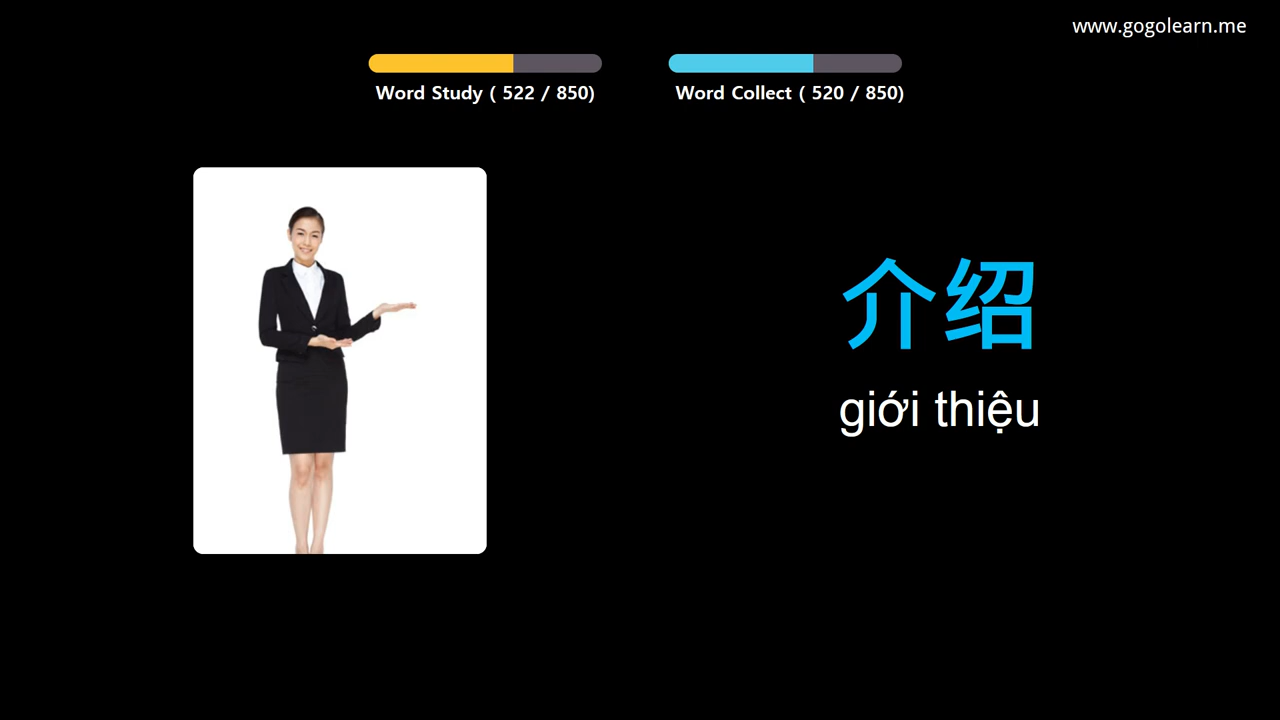 www.gogolearn.me
Word Study ( 522 / 850)
Word Collect ( 520 / 850)
介绍
giới thiệu